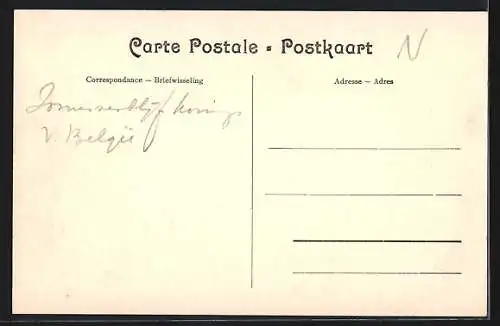 Carte Postale - Postkaart
N
Correspondance — Briefwisseling
Adresse — Adres
Zomerverblijf Konings
v. België